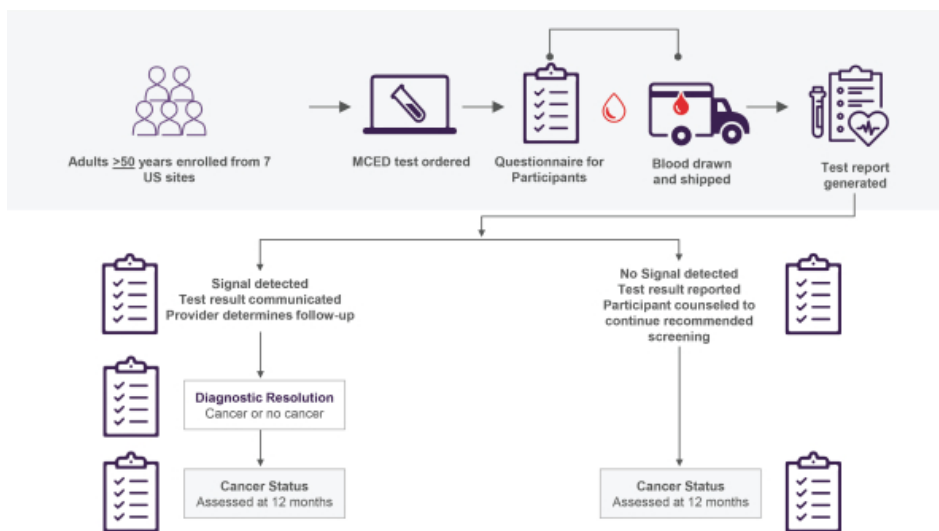 Adults >50 years enrolled from 7
US sites
MCED test ordered
Questionnaire for
Participants
Blood drawn
and shipped
Test report
generated
Signal detected
Test result communicated
Provider determines follow-up
No Signal detected
Test result reported
Participant counseled to
continue recommended
screening
Diagnostic Resolution
Cancer or no cancer
Cancer Status
Assessed at 12 months
Cancer Status
Assessed at 12 months